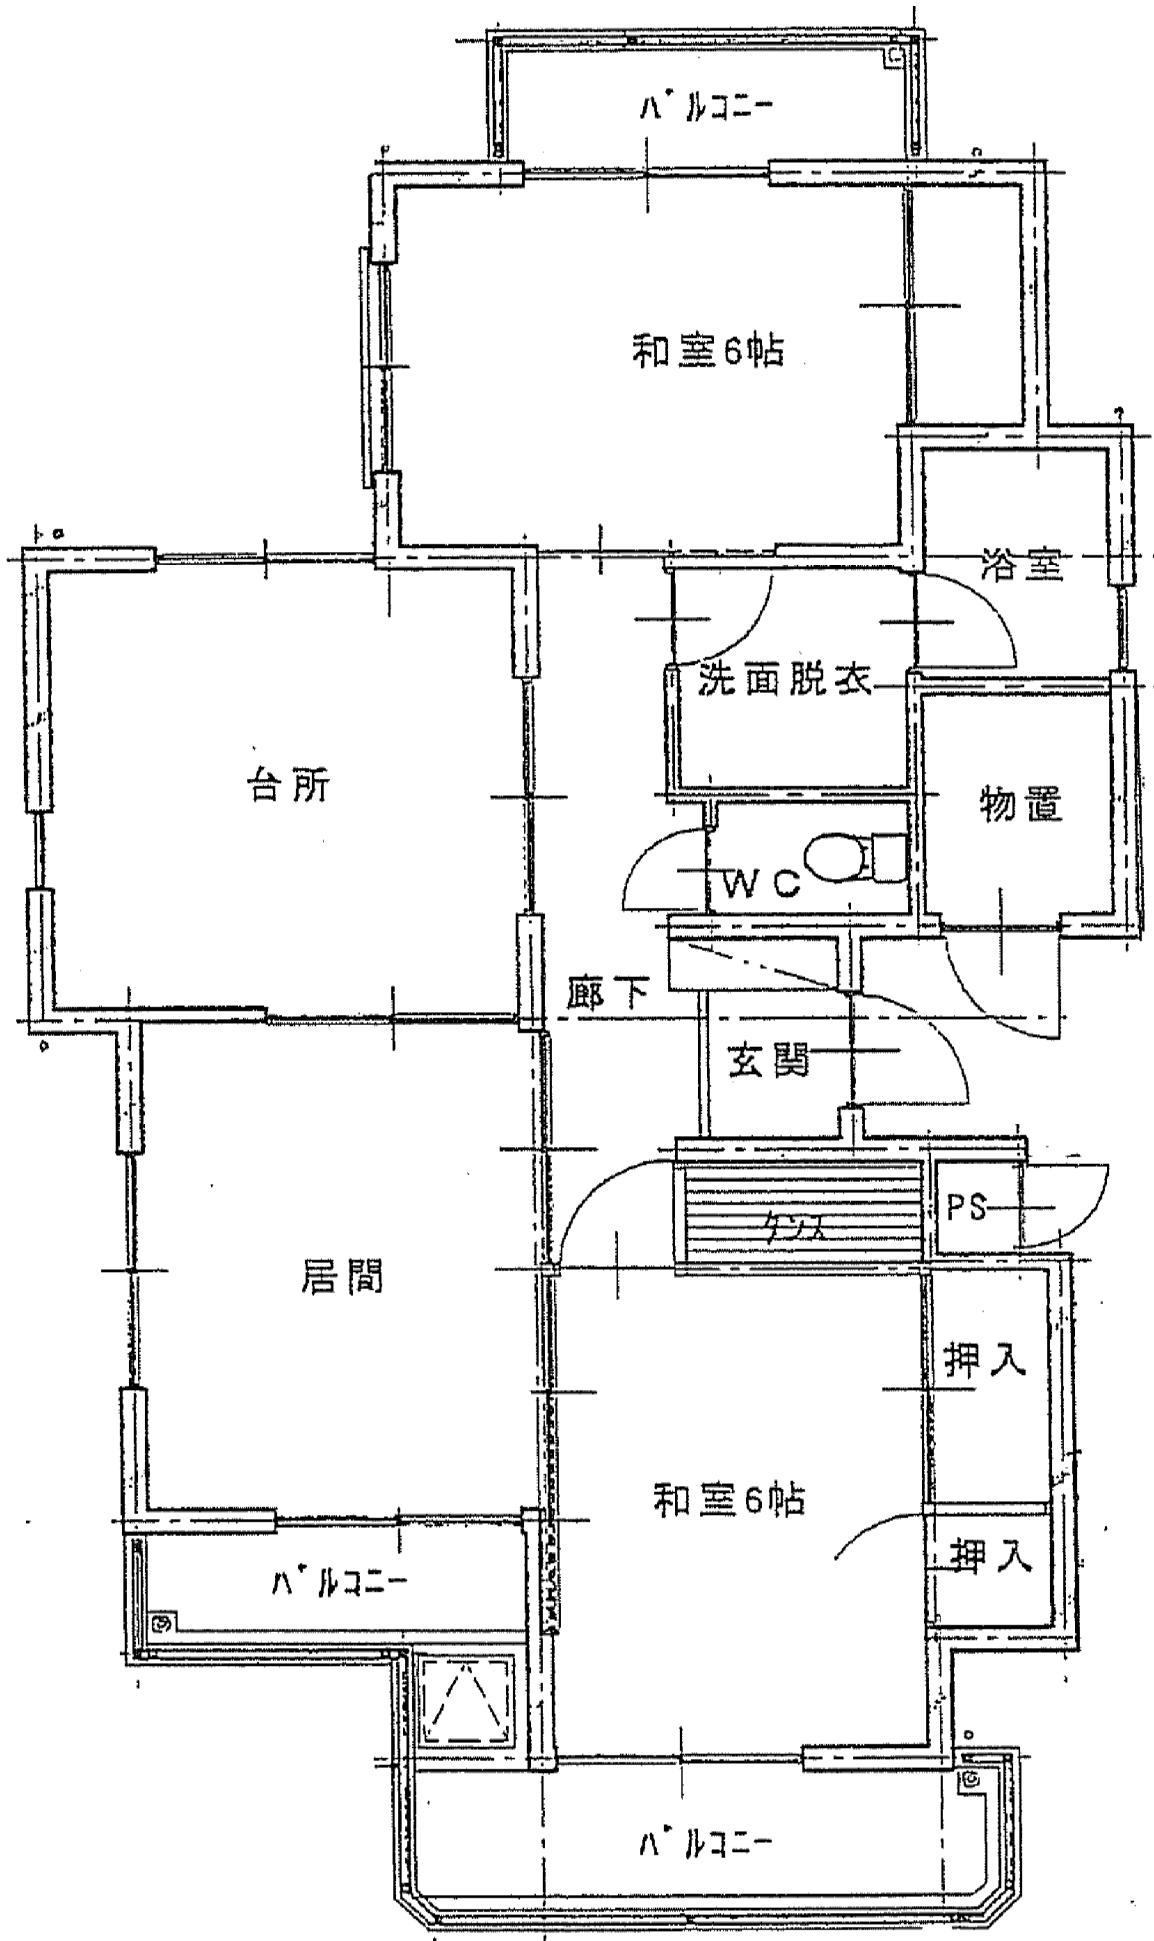 バルコニー
和室6帖
浴室
洗面脱衣
台所
物置
WC
廊下
玄関
PS
タンス
居間
押入
和室6帖
押入
バルコニー
バルコニー